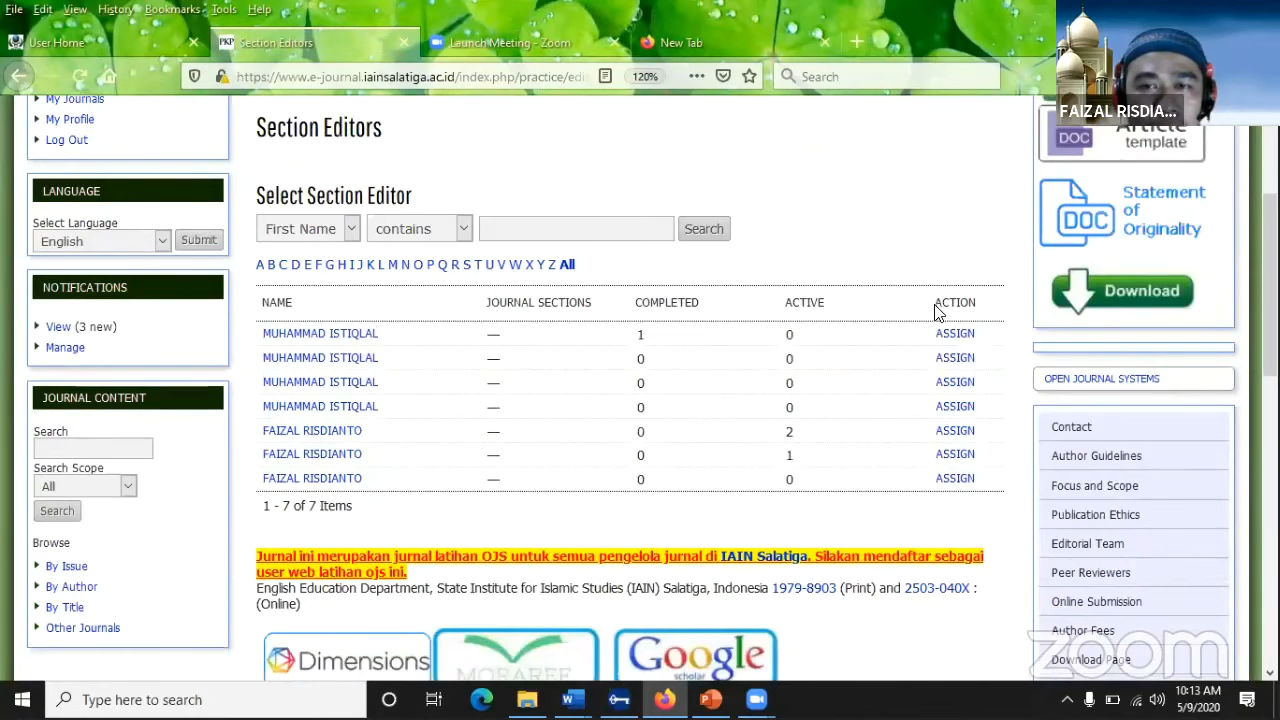 File Edit View History Bookmarks Tools Help
User Home
PKP Section Editors
Launch Meeting - Zoom
New Tab
https://www.e-journal.iainsalatiga.ac.id/index.php/practice/edi
120%
Search
FAIZAL RISDIA...
My Journals
My Profile
Log Out
LANGUAGE
Select Language
English
Submit
NOTIFICATIONS
View (3 new)
Manage
JOURNAL CONTENT
Search
Search Scope
All
Search
Browse
By Issue
By Author
By Title
Other Journals
Section Editors
Select Section Editor
First Name contains Search
A B C D E F G H I J K L M N O P Q R S T U V W X Y Z All
NAME JOURNAL SECTIONS COMPLETED ACTIVE ACTION
MUHAMMAD ISTIQLAL — 1 0 ASSIGN
MUHAMMAD ISTIQLAL — 0 0 ASSIGN
MUHAMMAD ISTIQLAL — 0 0 ASSIGN
MUHAMMAD ISTIQLAL — 0 0 ASSIGN
FAIZAL RISDIANTO — 0 2 ASSIGN
FAIZAL RISDIANTO — 0 1 ASSIGN
FAIZAL RISDIANTO — 0 0 ASSIGN
1 - 7 of 7 Items
Jurnal ini merupakan jurnal latihan OJS untuk semua pengelola jurnal di IAIN Salatiga. Silakan mendaftar sebagai
user web latihan ojs ini.
English Education Department, State Institute for Islamic Studies (IAIN) Salatiga, Indonesia 1979-8903 (Print) and 2503-040X :
(Online)
Dimensions
MORAREF
Google
scholar
DOC
Article
template
DOC
Statement
of
Originality
Download
OPEN JOURNAL SYSTEMS
Contact
Author Guidelines
Focus and Scope
Publication Ethics
Editorial Team
Peer Reviewers
Online Submission
Author Fees
Download Page
zoom
Type here to search
10:13 AM
5/9/2020